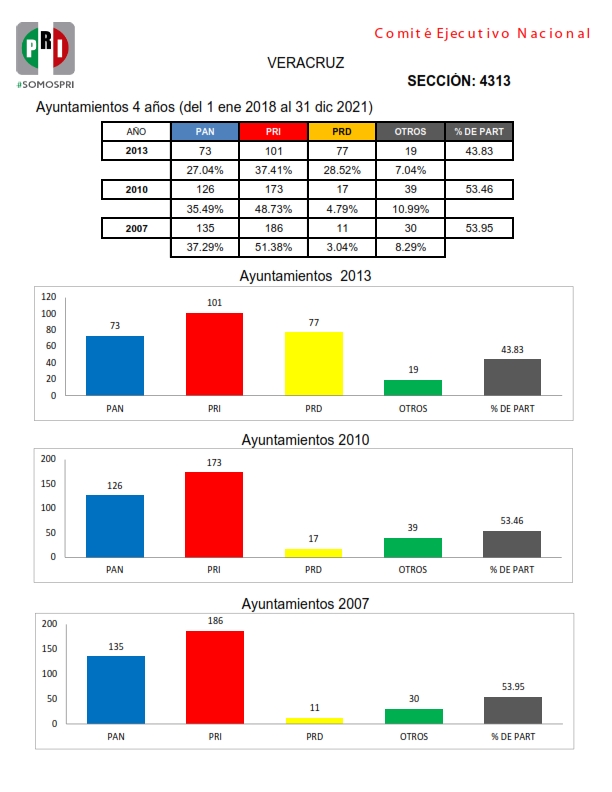 Comité Ejecutivo Nacional
PRI
#SOMOSPRI
VERACRUZ
SECCIÓN: 4313
Ayuntamientos 4 años (del 1 ene 2018 al 31 dic 2021)
AÑO PAN PRI PRD OTROS % DE PART
2013 73 101 77 19 43.83
27.04% 37.41% 28.52% 7.04%
2010 126 173 17 39 53.46
35.49% 48.73% 4.79% 10.99%
2007 135 186 11 30 53.95
37.29% 51.38% 3.04% 8.29%
Ayuntamientos 2013
120
100
80
60
40
20
0
73
101
77
19
43.83
PAN PRI PRD OTROS % DE PART
Ayuntamientos 2010
200
150
100
50
0
126
173
17
39
53.46
PAN PRI PRD OTROS % DE PART
Ayuntamientos 2007
200
150
100
50
0
135
186
11
30
53.95
PAN PRI PRD OTROS % DE PART